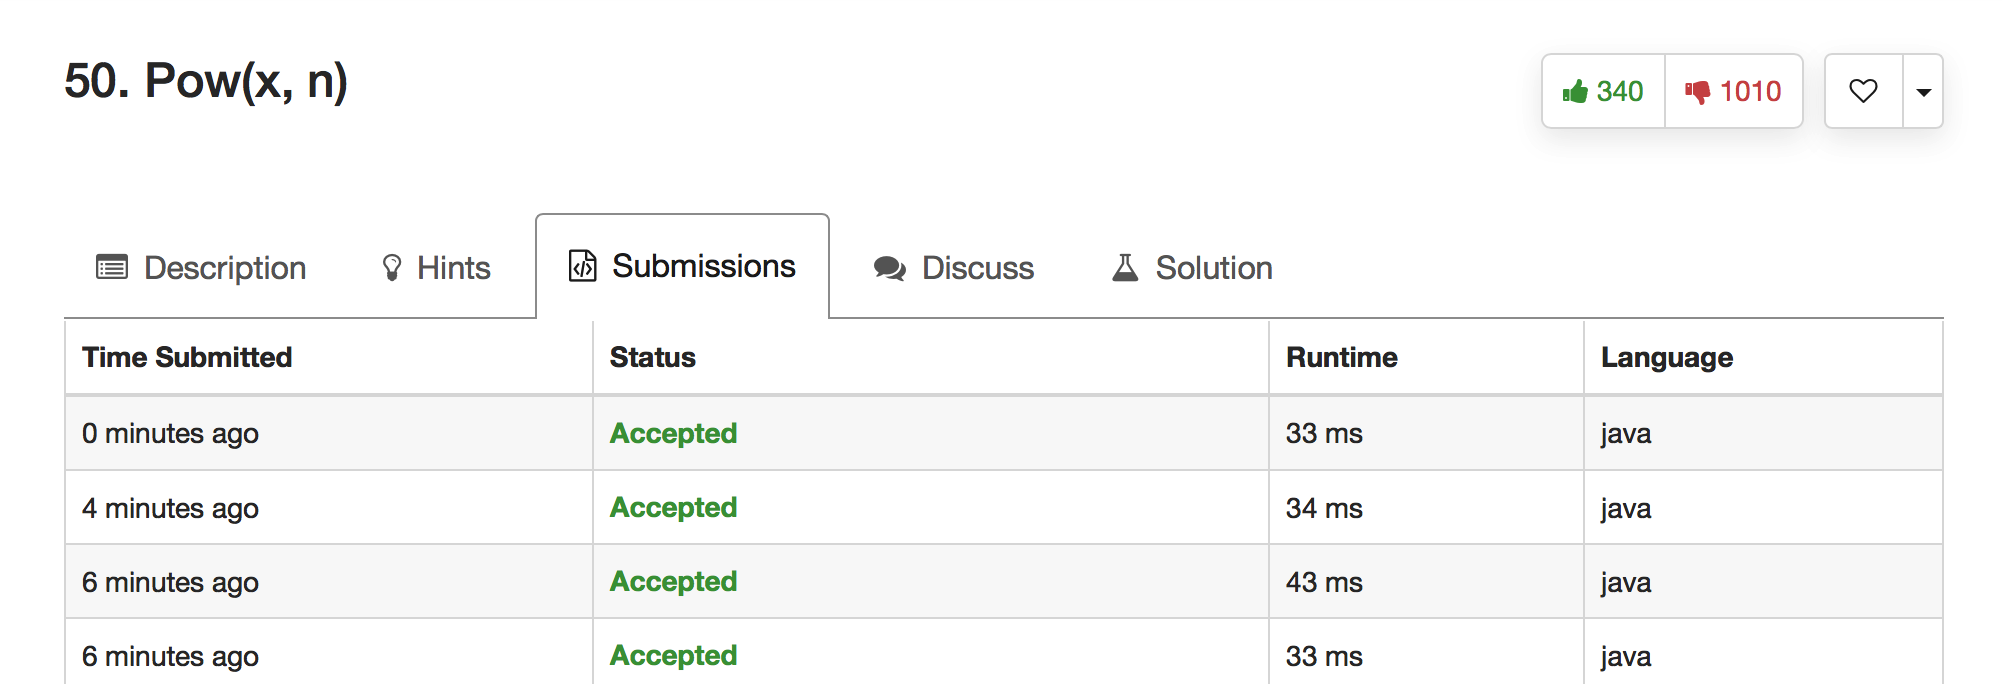 50. Pow(x, n)
340 1010
Description Hints Submissions Discuss Solution
Time Submitted Status Runtime Language
0 minutes ago Accepted 33 ms java
4 minutes ago Accepted 34 ms java
6 minutes ago Accepted 43 ms java
6 minutes ago Accepted 33 ms java